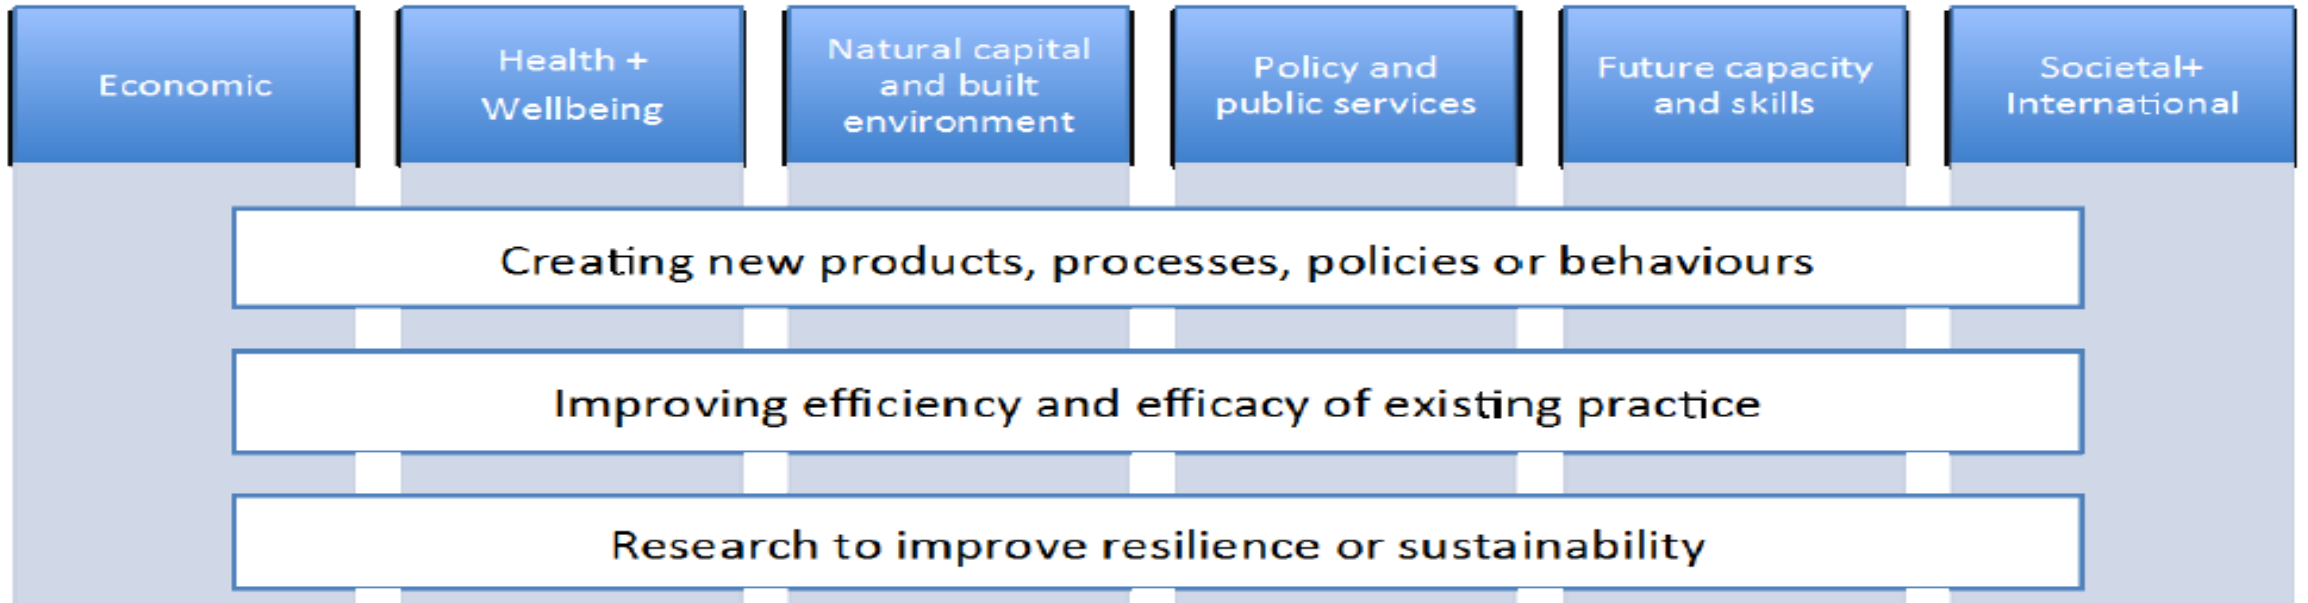 Economic
Health +
Wellbeing
Natural capital
and built
environment
Policy and
public services
Future capacity
and skills
Societal+
International
Creating new products, processes, policies or behaviours
Improving efficiency and efficacy of existing practice
Research to improve resilience or sustainability